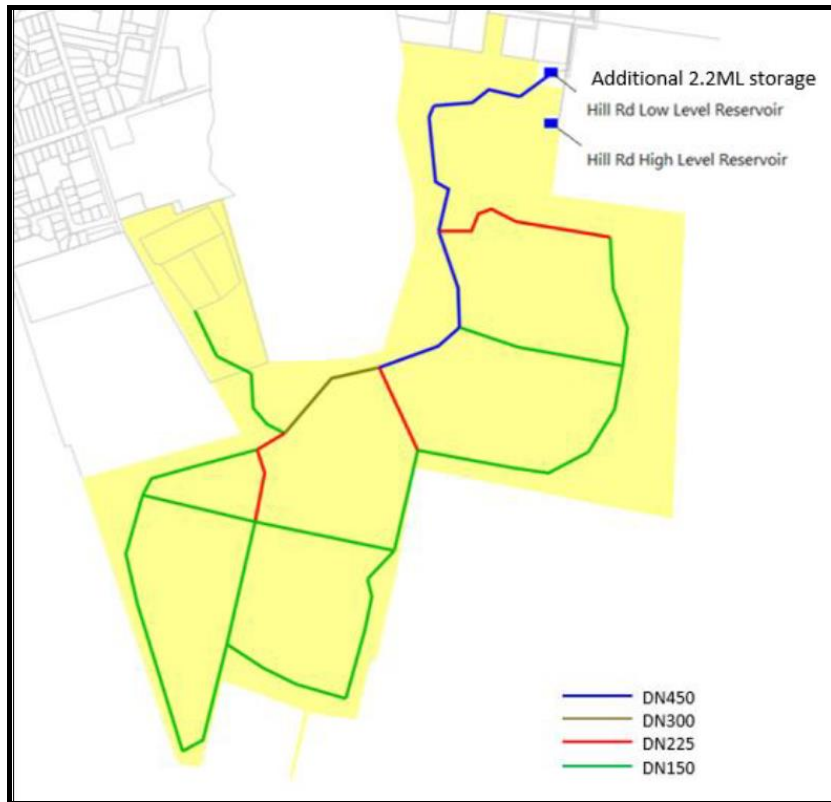 Additional 2.2ML storage
Hill Rd Low Level Reservoir
Hill Rd High Level Reservoir
DN450
DN300
DN225
DN150